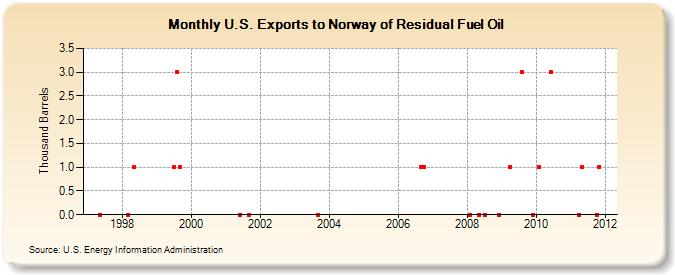 Monthly U.S. Exports to Norway of Residual Fuel Oil
Thousand Barrels
3.5
3.0
2.5
2.0
1.5
1.0
0.5
0.0
1998 2000 2002 2004 2006 2008 2010 2012
Source: U.S. Energy Information Administration